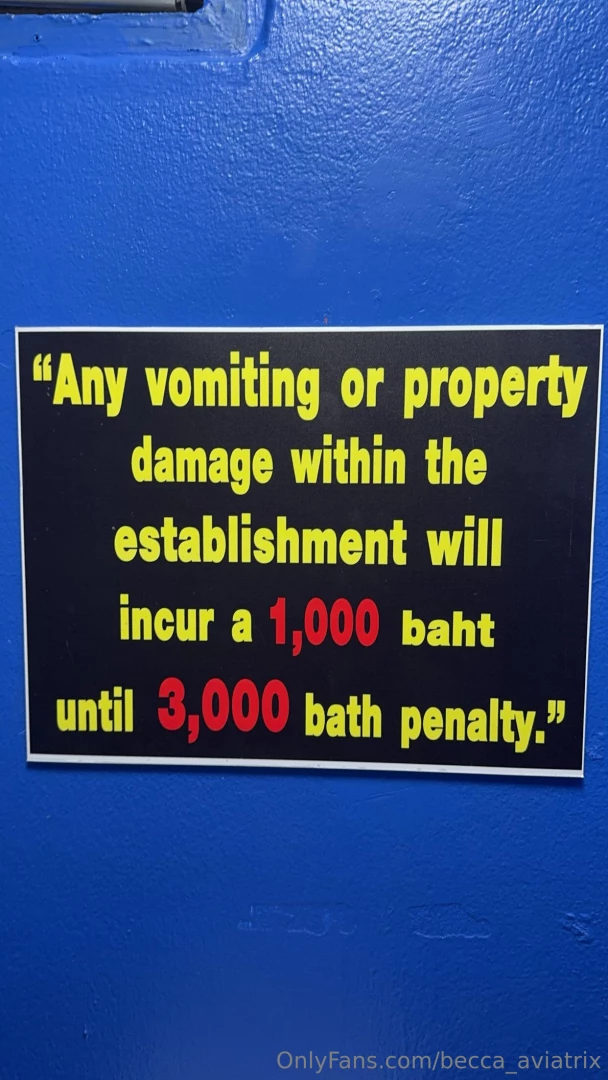 “Any vomiting or property
damage within the
establishment will
incur a 1,000 baht
until 3,000 bath penalty.”
OnlyFans.com/becca_aviatrix